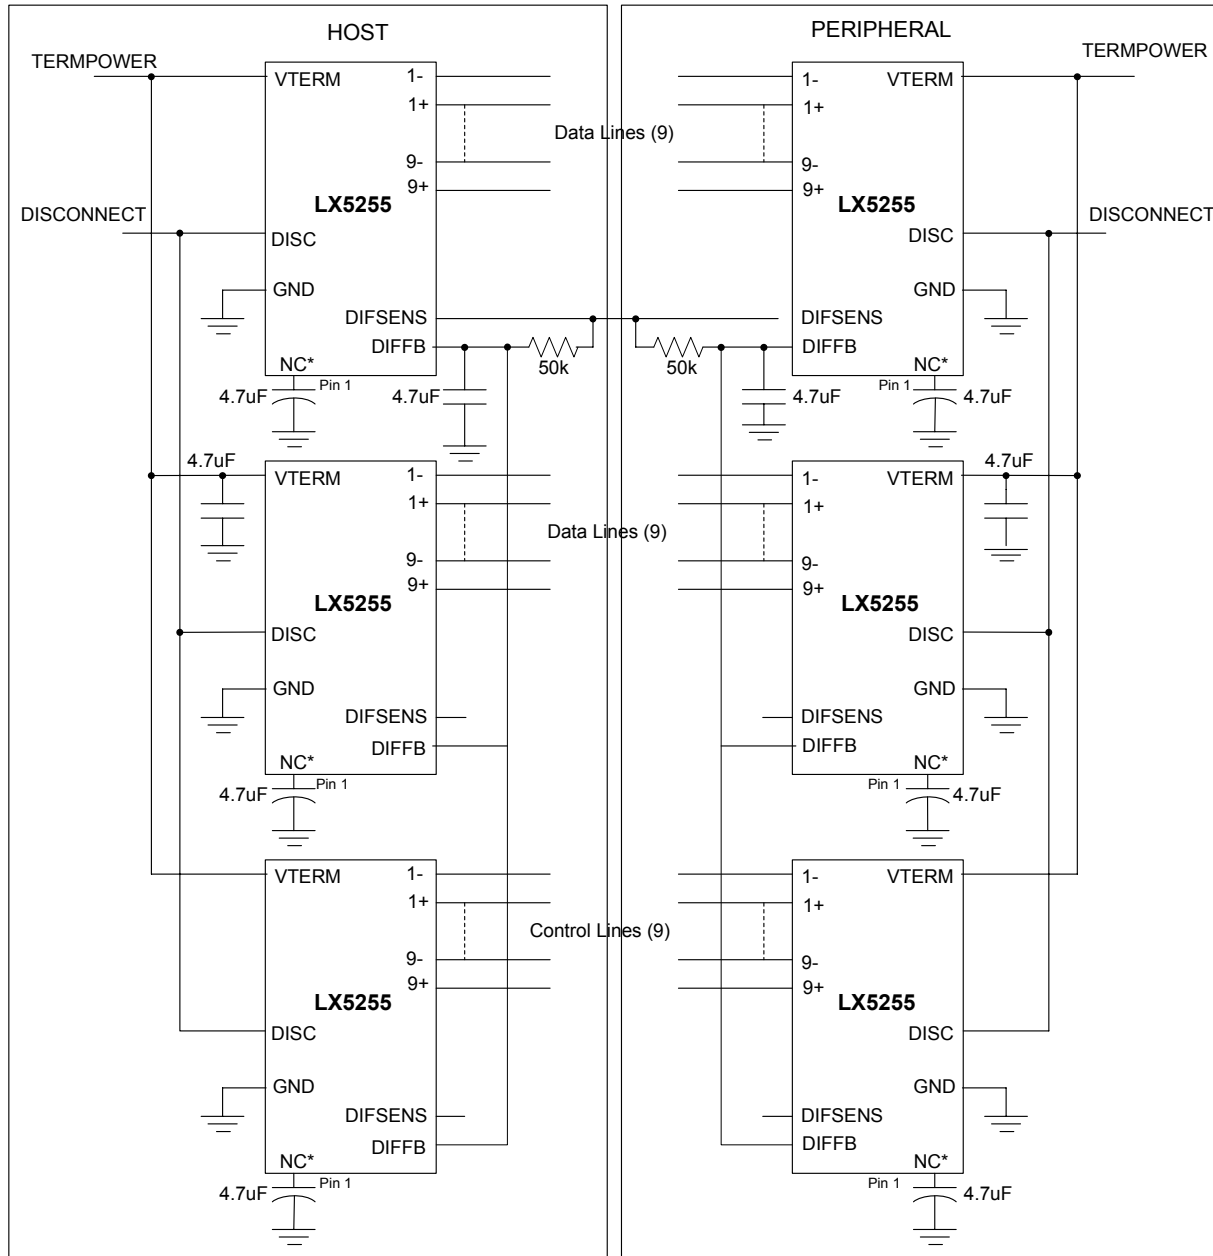 HOST
PERIPHERAL
TERMPOWER
TERMPOWER
VTERM
1-
1+
Data Lines (9)
9-
9+
1-
1+
9-
9+
VTERM
LX5255
LX5255
DISCONNECT
DISCONNECT
DISC
DISC
GND
GND
DIFSENS
DIFSENS
DIFFB
DIFFB
50k
50k
NC*
Pin 1
4.7uF
4.7uF
4.7uF
NC*
Pin 1
4.7uF
4.7uF
VTERM
1-
1+
Data Lines (9)
9-
9+
1-
1+
9-
9+
VTERM
4.7uF
LX5255
LX5255
DISC
DISC
GND
GND
DIFSENS
DIFSENS
DIFFB
DIFFB
NC*
Pin 1
4.7uF
NC*
Pin 1
4.7uF
VTERM
1-
1+
Control Lines (9)
9-
9+
1-
1+
9-
9+
VTERM
LX5255
LX5255
DISC
DISC
GND
GND
DIFSENS
DIFSENS
DIFFB
DIFFB
NC*
Pin 1
4.7uF
NC*
Pin 1
4.7uF